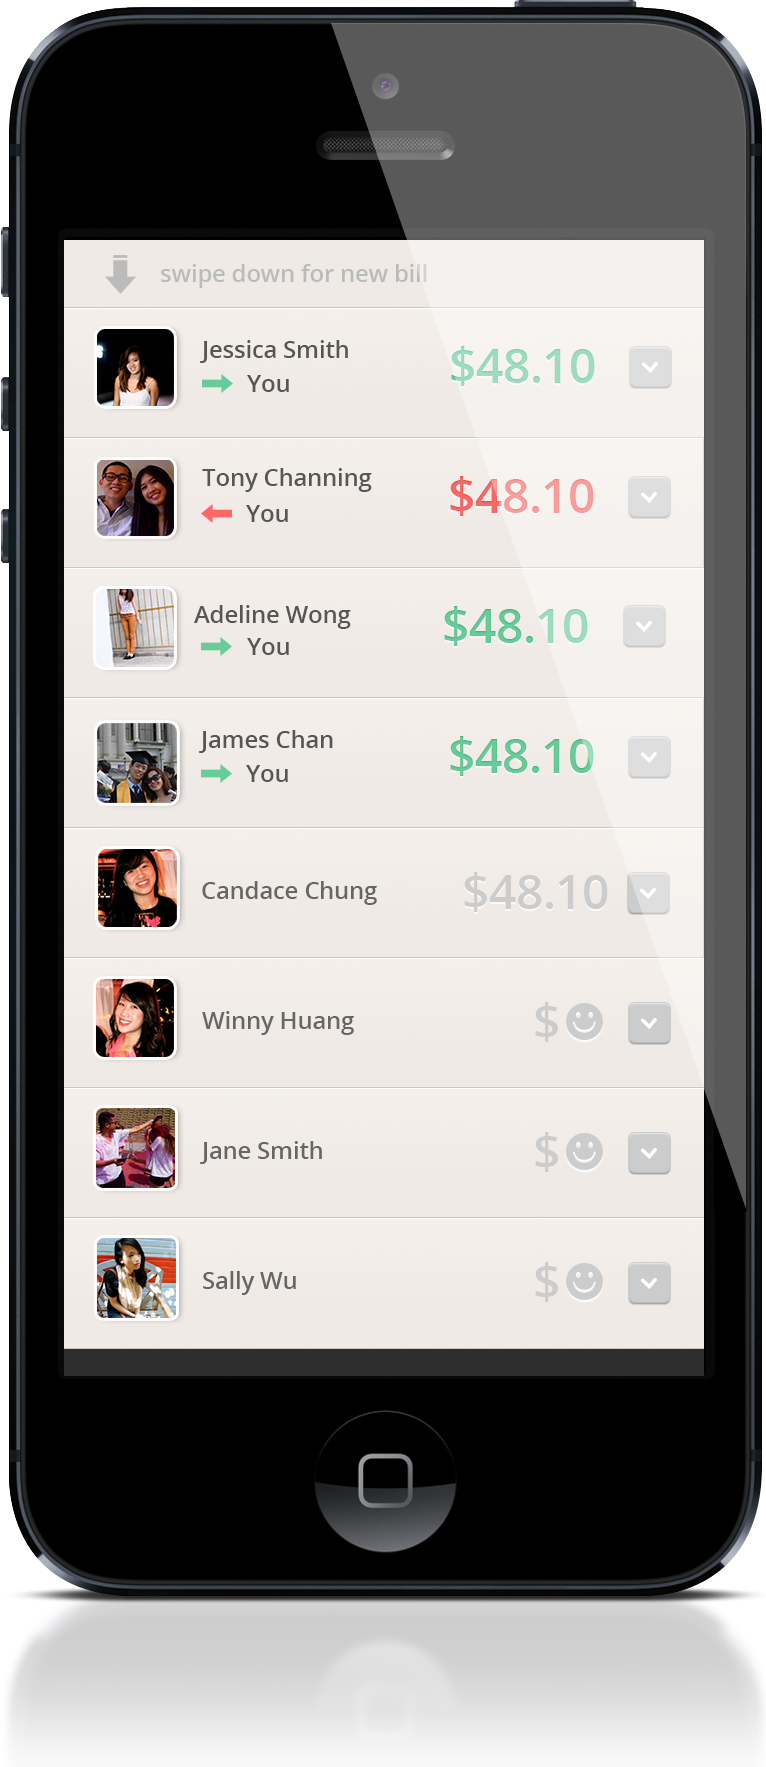 swipe down for new bill
Jessica Smith
You
$48.10
Tony Channing
You
$48.10
Adeline Wong
You
$48.10
James Chan
You
$48.10
Candace Chung
$48.10
Winny Huang
$
Jane Smith
$
Sally Wu
$